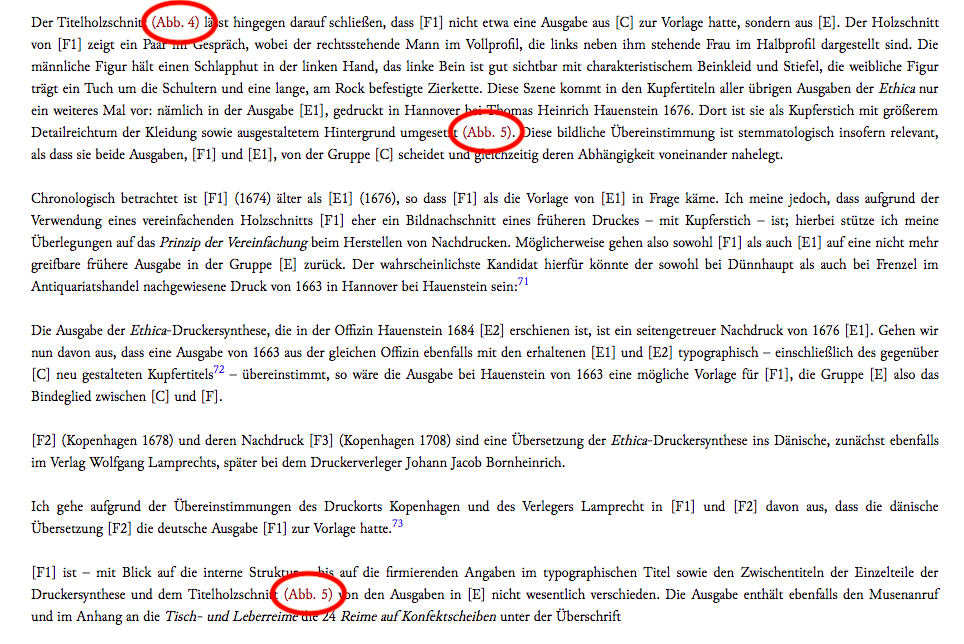 Der Titelholzschnitt (Abb. 4) lässt hingegen darauf schließen, dass [F1] nicht etwa eine Ausgabe aus [C] zur Vorlage hatte, sondern aus [E]. Der Holzschnitt
von [F1] zeigt ein Paar im Gespräch, wobei der rechtsstehende Mann im Vollprofil, die links neben ihm stehende Frau im Halbprofil dargestellt sind. Die
männliche Figur hält einen Schlapphut in der linken Hand, das linke Bein ist gut sichtbar mit charakteristischem Beinkleid und Stiefel, die weibliche Figur
trägt ein Tuch um die Schultern und eine lange, am Rock befestigte Zierkette. Diese Szene kommt in den Kupfertiteln aller übrigen Ausgaben der Ethica nur
ein weiteres Mal vor: nämlich in der Ausgabe [E1], gedruckt in Hannover bei Thomas Heinrich Hauenstein 1676. Dort ist sie als Kupferstich mit größerem
Detailreichtum der Kleidung sowie ausgestaltetem Hintergrund umgesetzt (Abb. 5). Diese bildliche Übereinstimmung ist stemmatologisch insofern relevant,
als dass sie beide Ausgaben, [F1] und [E1], von der Gruppe [C] scheidet und gleichzeitig deren Abhängigkeit voneinander nahelegt.
Chronologisch betrachtet ist [F1] (1674) älter als [E1] (1676), so dass [F1] als die Vorlage von [E1] in Frage käme. Ich meine jedoch, dass aufgrund der
Verwendung eines vereinfachenden Holzschnitts [F1] eher ein Bildnachschnitt eines früheren Druckes – mit Kupferstich – ist; hierbei stütze ich meine
Überlegungen auf das Prinzip der Vereinfachung beim Herstellen von Nachdrucken. Möglicherweise gehen also sowohl [F1] als auch [E1] auf eine nicht mehr
greifbare frühere Ausgabe in der Gruppe [E] zurück. Der wahrscheinlichste Kandidat hierfür könnte der sowohl bei Dünnhaupt als auch bei Frenzel im
Antiquariatshandel nachgewiesene Druck von 1663 in Hannover bei Hauenstein sein:71
Die Ausgabe der Ethica-Druckersynthese, die in der Offizin Hauenstein 1684 [E2] erschienen ist, ist ein seitengetreuer Nachdruck von 1676 [E1]. Gehen wir
nun davon aus, dass eine Ausgabe von 1663 aus der gleichen Offizin ebenfalls mit den erhaltenen [E1] und [E2] typographisch – einschließlich des gegenüber
[C] neu gestalteten Kupfertitels72 – übereinstimmt, so wäre die Ausgabe bei Hauenstein von 1663 eine mögliche Vorlage für [F1], die Gruppe [E] also das
Bindeglied zwischen [C] und [F].
[F2] (Kopenhagen 1678) und deren Nachdruck [F3] (Kopenhagen 1708) sind eine Übersetzung der Ethica-Druckersynthese ins Dänische, zunächst ebenfalls
im Verlag Wolfgang Lamprechts, später bei dem Druckerverleger Johann Jacob Bornheinrich.
Ich gehe aufgrund der Übereinstimmungen des Druckorts Kopenhagen und des Verlegers Lamprecht in [F1] und [F2] davon aus, dass die dänische
Übersetzung [F2] die deutsche Ausgabe [F1] zur Vorlage hatte.73
[F1] ist – mit Blick auf die interne Struktur – bis auf die firmierenden Angaben im typographischen Titel sowie den Zwischentiteln der Einzelteile der
Druckersynthese und dem Titelholzschnitt (Abb. 5) von den Ausgaben in [E] nicht wesentlich verschieden. Die Ausgabe enthält ebenfalls den Musenanruf
und im Anhang an die Tisch- und Leberreime die 24 Reime auf Konfektscheiben unter der Überschrift